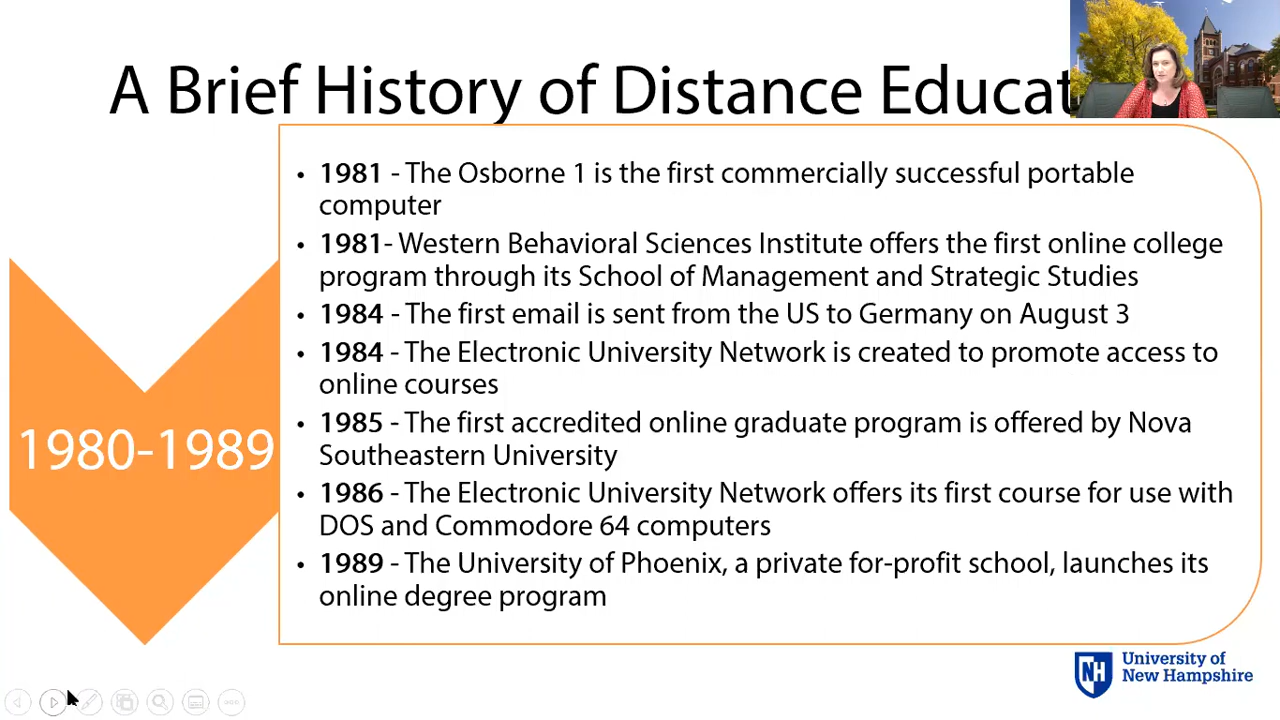 A Brief History of Distance Educat
• 1981 - The Osborne 1 is the first commercially successful portable
computer
• 1981- Western Behavioral Sciences Institute offers the first online college
program through its School of Management and Strategic Studies
• 1984 - The first email is sent from the US to Germany on August 3
• 1984 - The Electronic University Network is created to promote access to
online courses
1980-1989
• 1985 - The first accredited online graduate program is offered by Nova
Southeastern University
• 1986 - The Electronic University Network offers its first course for use with
DOS and Commodore 64 computers
• 1989 - The University of Phoenix, a private for-profit school, launches its
online degree program
NH
University of
New Hampshire